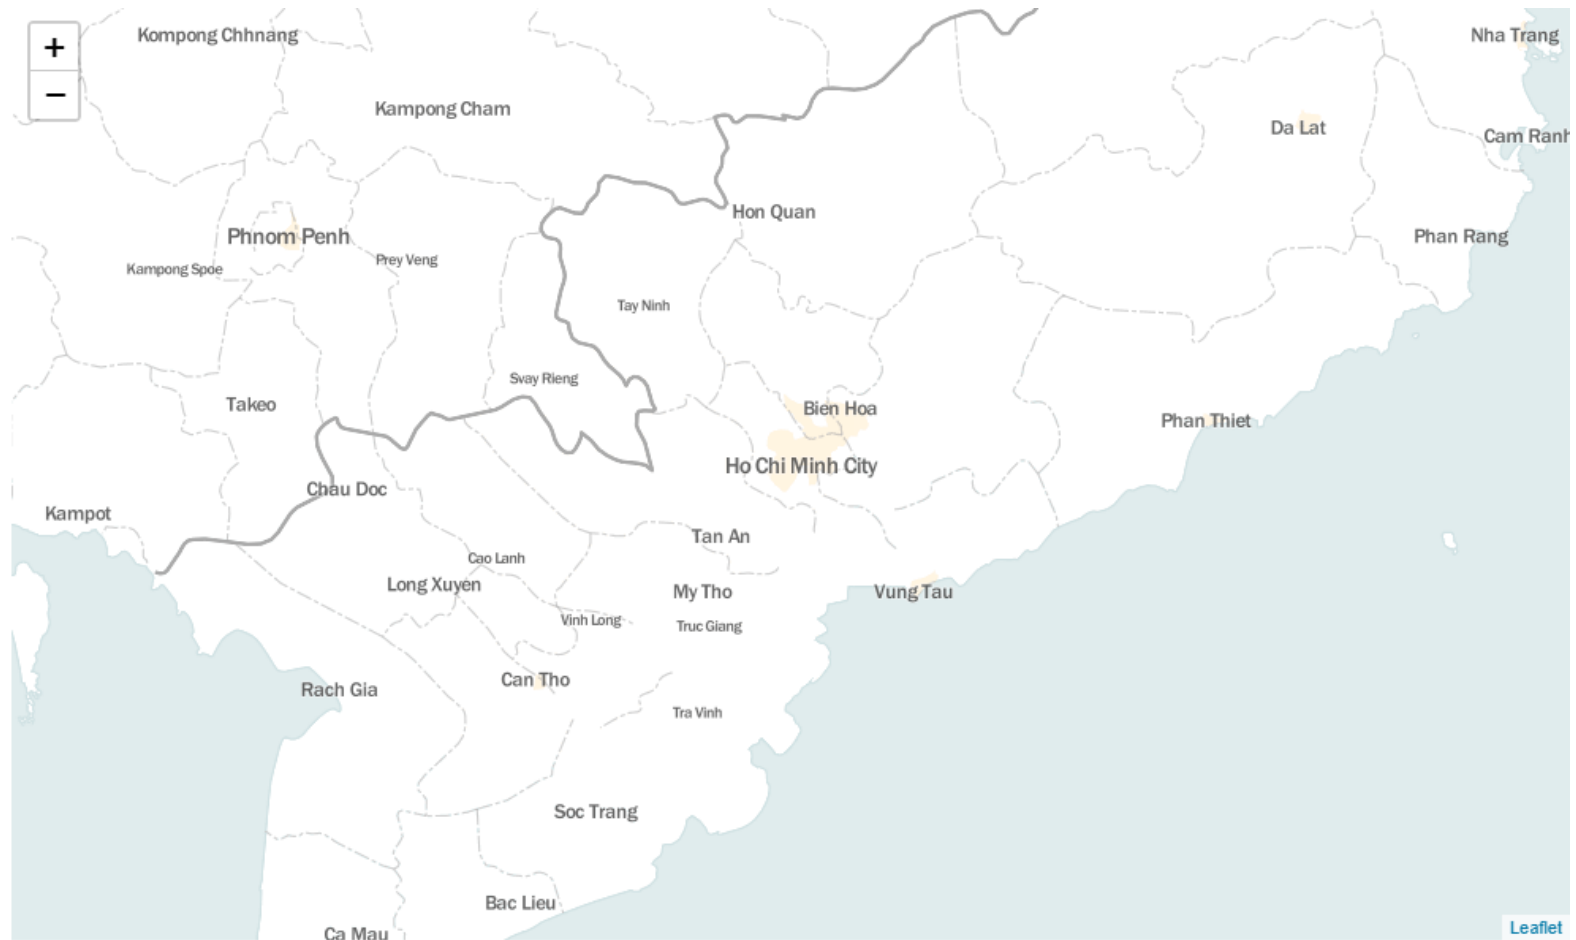 +
−
Kompong Chhnang
Nha Trang
Kampong Cham
Da Lat
Cam Ranh
Hon Quan
Phnom Penh
Phan Rang
Prey Veng
Kampong Spoe
Tay Ninh
Svay Rieng
Takeo
Bien Hoa
Phan Thiet
Ho Chi Minh City
Chau Doc
Kampot
Tan An
Cao Lanh
Long Xuyen
My Tho
Vung Tau
Vinh Long
Truc Giang
Can Tho
Rach Gia
Tra Vinh
Soc Trang
Bac Lieu
Ca Mau
Leaflet